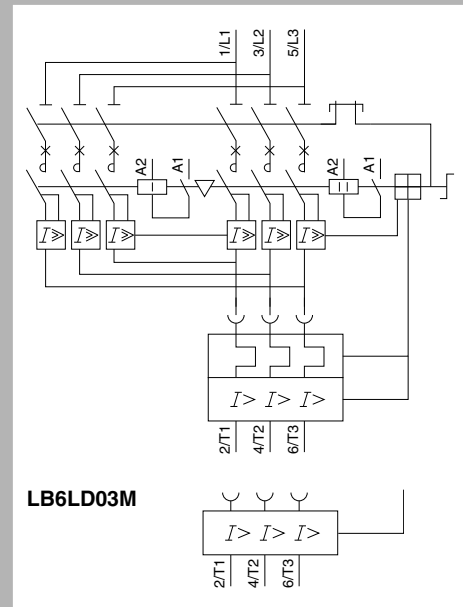 1/L1 3/L2 5/L3
A2 A1 A2 A1
I>> I>> I>> I>> I>> I>>
I> I> I>
2/T1 4/T2 6/T3
LB6LD03M
I> I> I>
2/T1 4/T2 6/T3